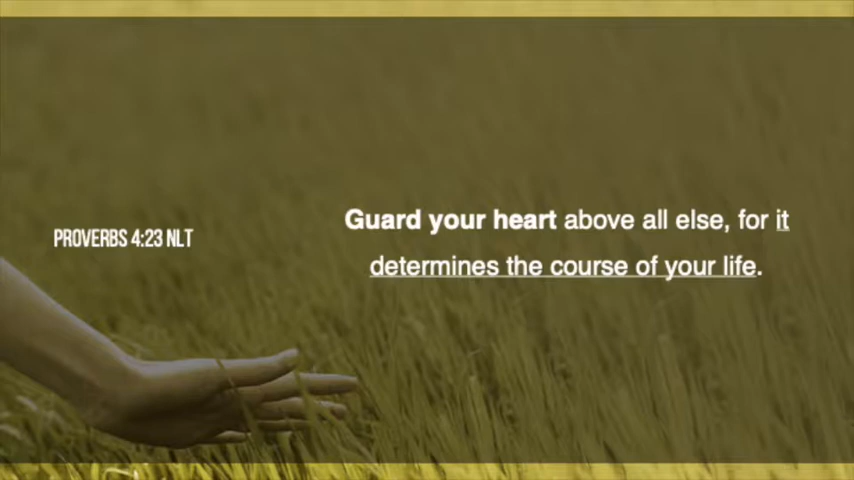 PROVERBS 4:23 NLT
Guard your heart above all else, for it
determines the course of your life.